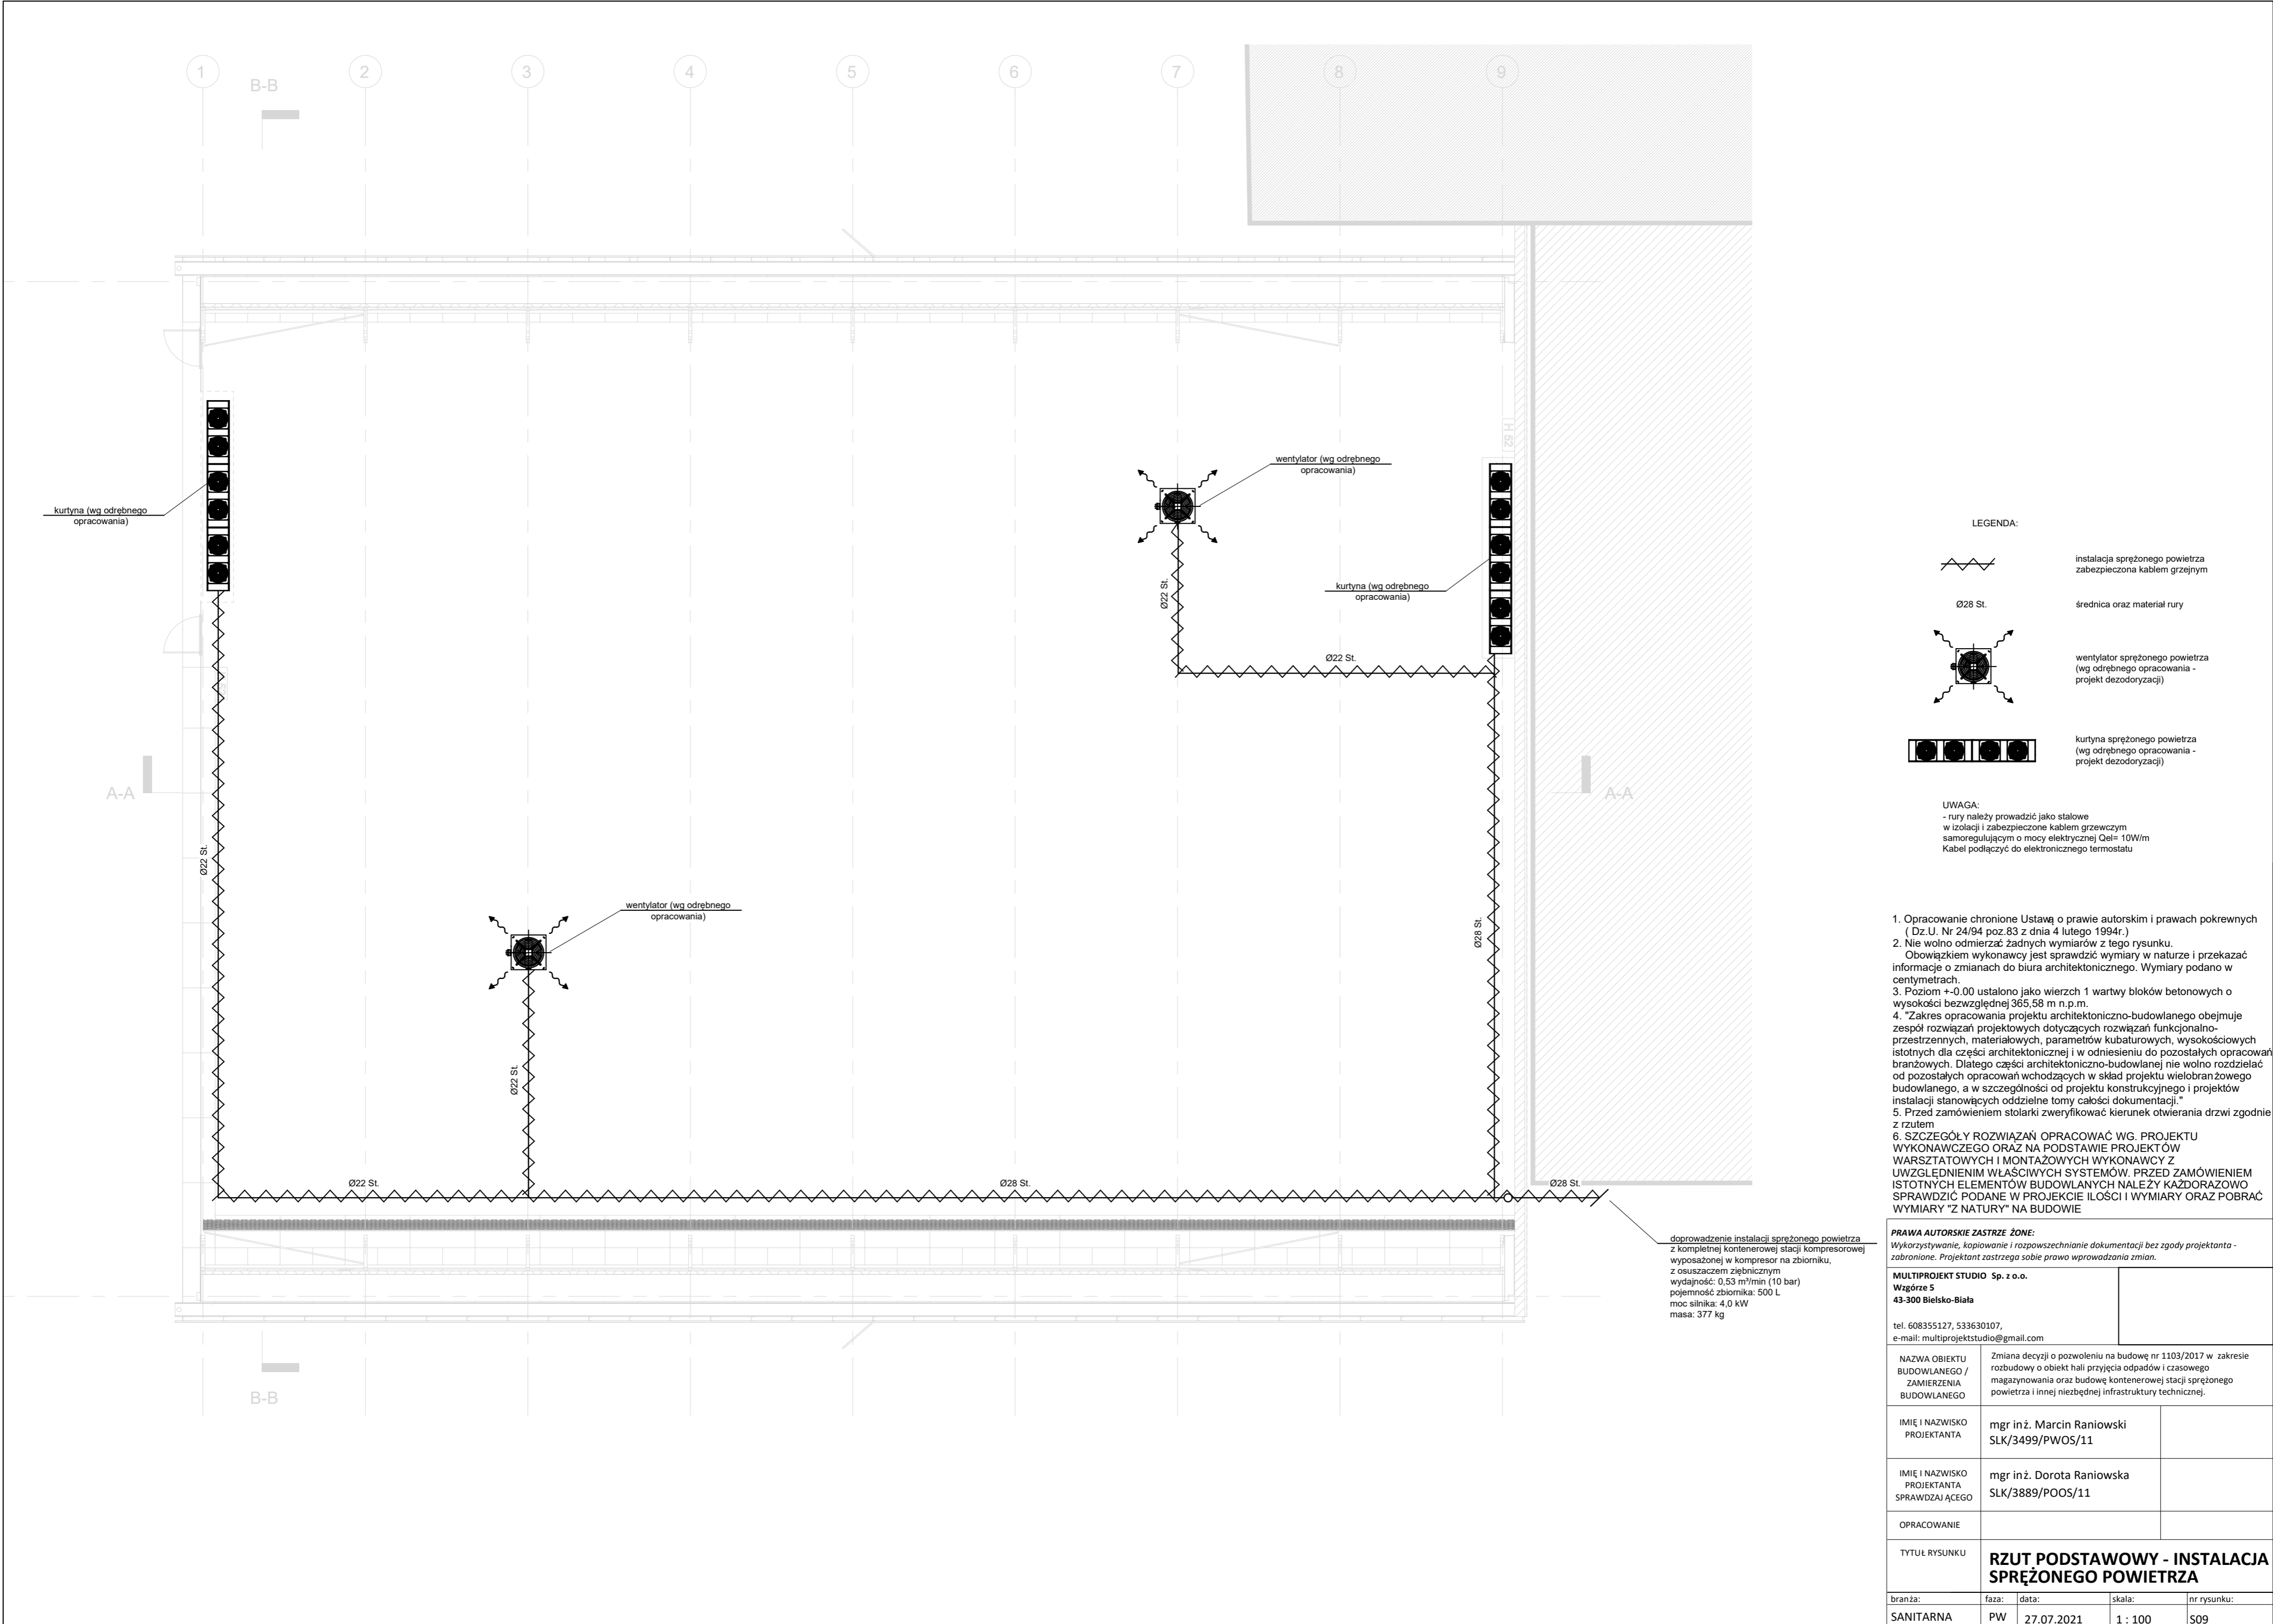 1
2
3
4
5
6
7
8
9
B-B
H 52
wentylator (wg odrębnego
opracowania)
kurtyna (wg odrębnego
opracowania)
kurtyna (wg odrębnego
opracowania)
Ø22 St.
Ø22 St.
A-A
A-A
Ø22 St.
wentylator (wg odrębnego
opracowania)
Ø28 St.
Ø22 St.
Ø22 St.
Ø28 St.
Ø28 St.
doprowadzenie instalacji sprężonego powietrza
z kompletnej kontenerowej stacji kompresorowej
wyposażonej w kompresor na zbiorniku,
z osuszaczem ziębnicznym
wydajność: 0,53 m³/min (10 bar)
pojemność zbiornika: 500 L
moc silnika: 4,0 kW
masa: 377 kg
B-B
LEGENDA:
instalacja sprężonego powietrza
zabezpieczona kablem grzejnym
Ø28 St.
średnica oraz materiał rury
wentylator sprężonego powietrza
(wg odrębnego opracowania -
projekt dezodoryzacji)
kurtyna sprężonego powietrza
(wg odrębnego opracowania -
projekt dezodoryzacji)
UWAGA:
- rury należy prowadzić jako stalowe
w izolacji i zabezpieczone kablem grzewczym
samoregulującym o mocy elektrycznej Qel= 10W/m
Kabel podłączyć do elektronicznego termostatu
1. Opracowanie chronione Ustawą o prawie autorskim i prawach pokrewnych
( Dz.U. Nr 24/94 poz.83 z dnia 4 lutego 1994r.)
2. Nie wolno odmierzać żadnych wymiarów z tego rysunku.
Obowiązkiem wykonawcy jest sprawdzić wymiary w naturze i przekazać
informacje o zmianach do biura architektonicznego. Wymiary podano w
centymetrach.
3. Poziom +-0.00 ustalono jako wierzch 1 wartwy bloków betonowych o
wysokości bezwzględnej 365,58 m n.p.m.
4. "Zakres opracowania projektu architektoniczno-budowlanego obejmuje
zespół rozwiązań projektowych dotyczących rozwiązań funkcjonalno-
przestrzennych, materiałowych, parametrów kubaturowych, wysokościowych
istotnych dla części architektonicznej i w odniesieniu do pozostałych opracowań
branżowych. Dlatego części architektoniczno-budowlanej nie wolno rozdzielać
od pozostałych opracowań wchodzących w skład projektu wielobranżowego
budowlanego, a w szczególności od projektu konstrukcyjnego i projektów
instalacji stanowiących oddzielne tomy całości dokumentacji."
5. Przed zamówieniem stolarki zweryfikować kierunek otwierania drzwi zgodnie
z rzutem
6. SZCZEGÓŁY ROZWIĄZAŃ OPRACOWAĆ WG. PROJEKTU
WYKONAWCZEGO ORAZ NA PODSTAWIE PROJEKTÓW
WARSZTATOWYCH I MONTAŻOWYCH WYKONAWCY Z
UWZGLĘDNIENIM WŁAŚCIWYCH SYSTEMÓW. PRZED ZAMÓWIENIEM
ISTOTNYCH ELEMENTÓW BUDOWLANYCH NALEŻY KAŻDORAZOWO
SPRAWDZIĆ PODANE W PROJEKCIE ILOŚCI I WYMIARY ORAZ POBRAĆ
WYMIARY "Z NATURY" NA BUDOWIE
PRAWA AUTORSKIE ZASTRZE ŻONE:
Wykorzystywanie, kopiowanie i rozpowszechnianie dokumentacji bez zgody projektanta -
zabronione. Projektant zastrzega sobie prawo wprowadzania zmian.
MULTIPROJEKT STUDIO Sp. z o.o.
Wzgórze 5
43-300 Bielsko-Biała
tel. 608355127, 533630107,
e-mail: multiprojektstudio@gmail.com
NAZWA OBIEKTU
BUDOWLANEGO /
ZAMIERZENIA
BUDOWLANEGO
Zmiana decyzji o pozwoleniu na budowę nr 1103/2017 w zakresie
rozbudowy o obiekt hali przyjęcia odpadów i czasowego
magazynowania oraz budowę kontenerowej stacji sprężonego
powietrza i innej niezbędnej infrastruktury technicznej.
IMIĘ I NAZWISKO
PROJEKTANTA
mgr inż. Marcin Raniowski
SLK/3499/PWOS/11
IMIĘ I NAZWISKO
PROJEKTANTA
SPRAWDZAJ ĄCEGO
mgr inż. Dorota Raniowska
SLK/3889/POOS/11
OPRACOWANIE
TYTUŁ RYSUNKU
RZUT PODSTAWOWY - INSTALACJA
SPRĘŻONEGO POWIETRZA
branża: faza: data: skala: nr rysunku:
SANITARNA PW 27.07.2021 1 : 100 S09